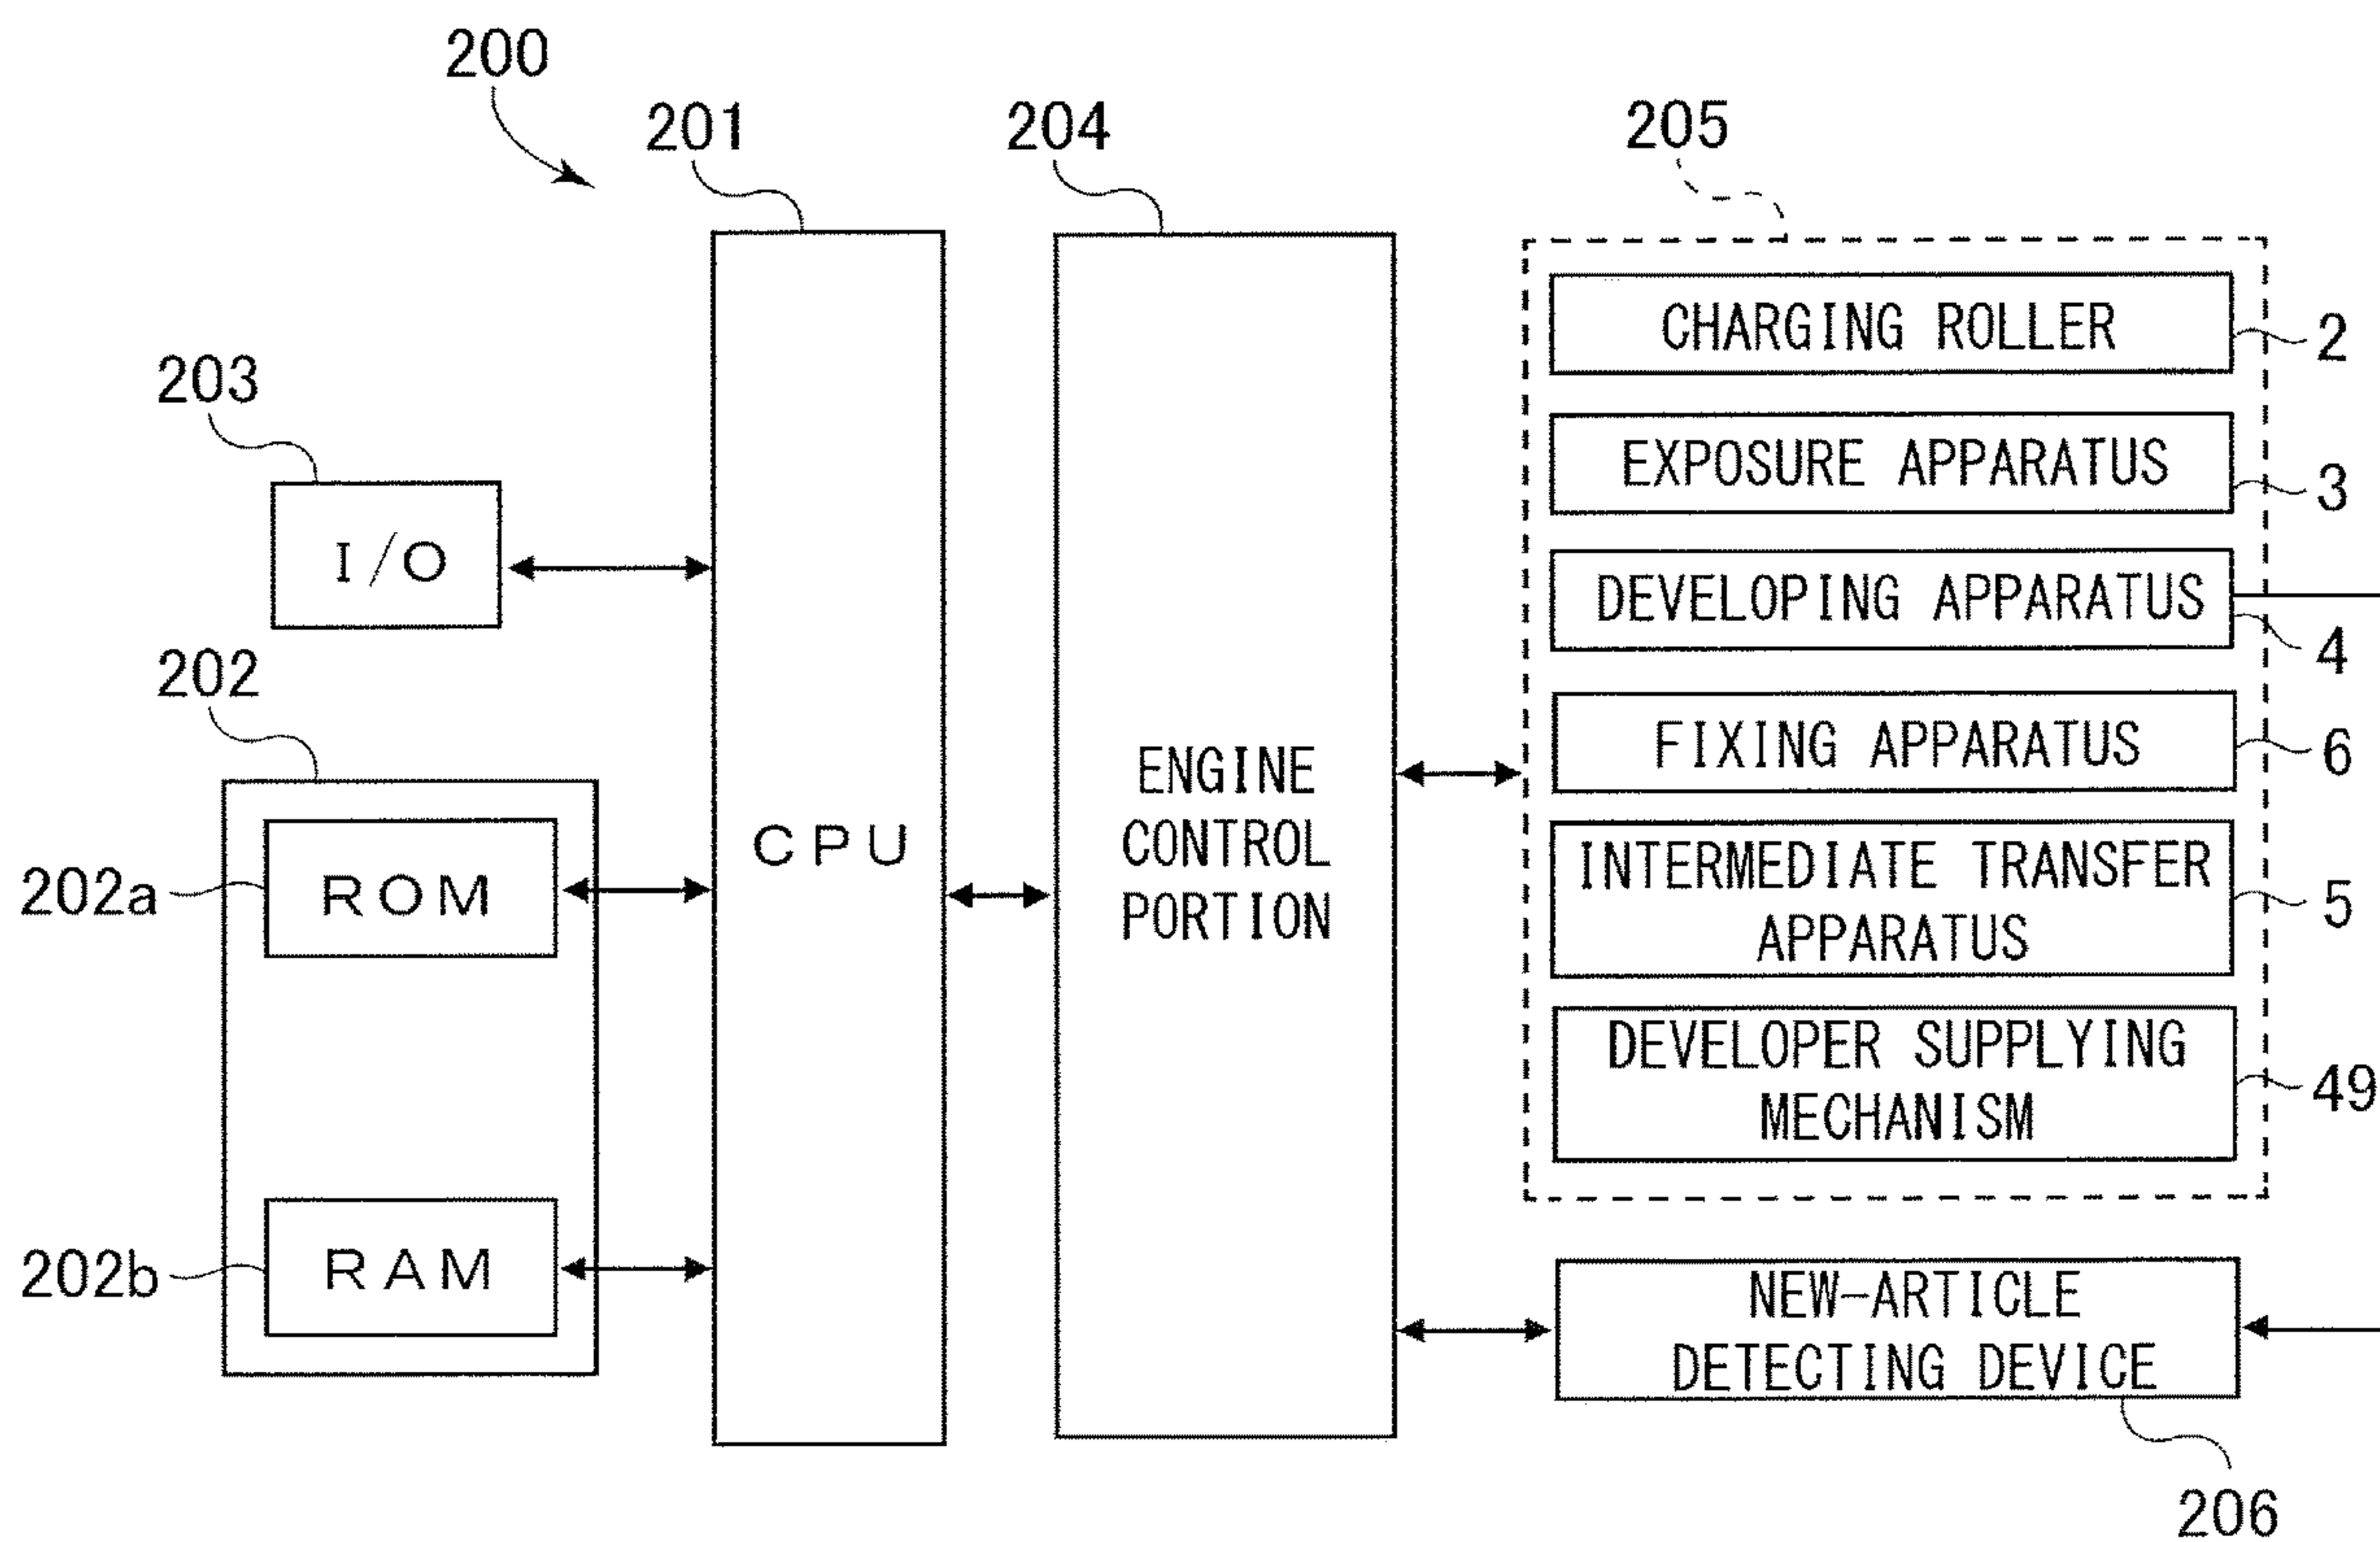 200
201
204
205
203
I/O
202
202a
ROM
202b
RAM
CPU
ENGINE
CONTROL
PORTION
CHARGING ROLLER
2
EXPOSURE APPARATUS
3
DEVELOPING APPARATUS
4
FIXING APPARATUS
6
INTERMEDIATE TRANSFER
APPARATUS
5
DEVELOPER SUPPLYING
MECHANISM
49
NEW-ARTICLE
DETECTING DEVICE
206